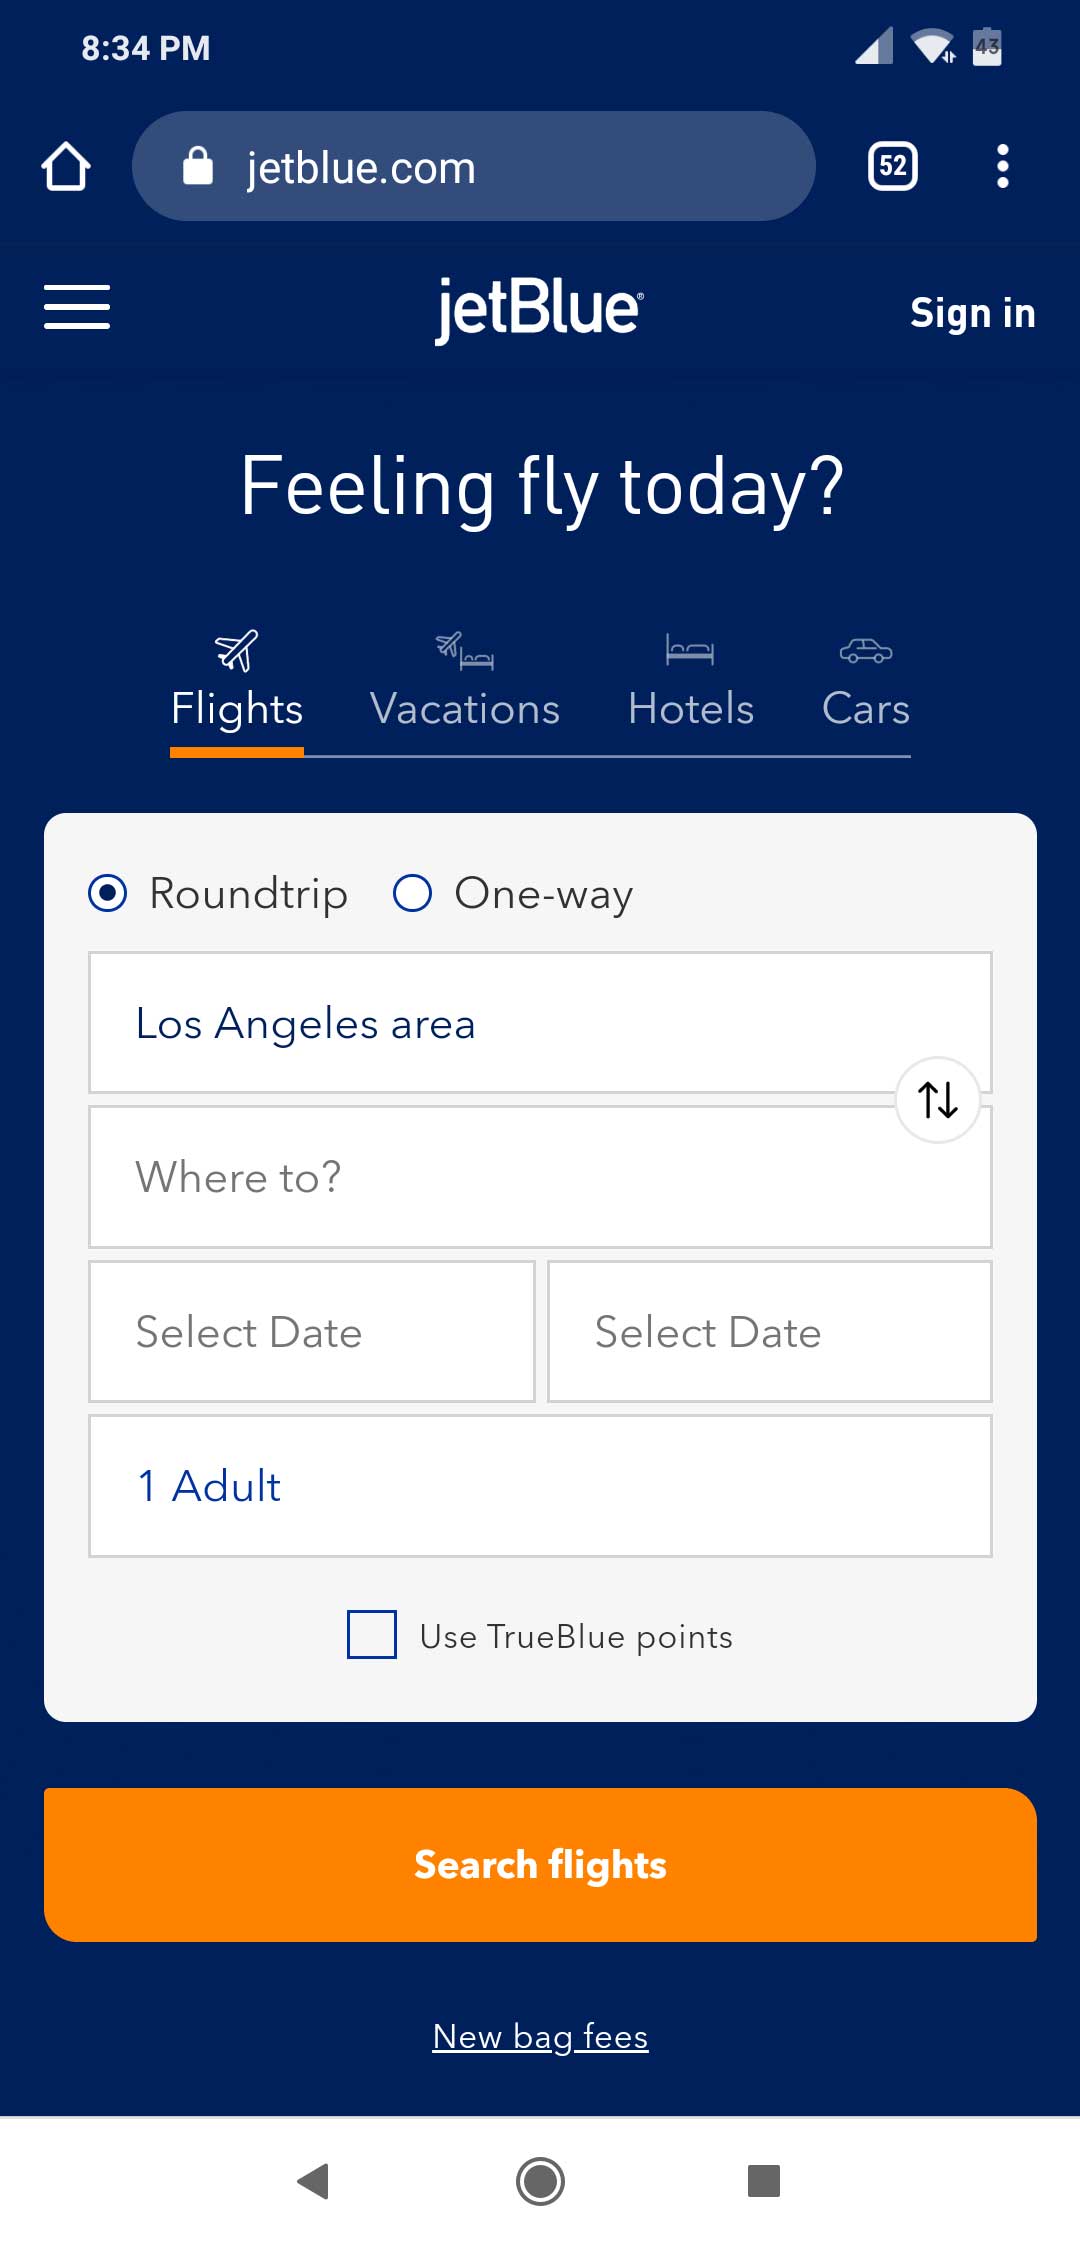 8:34 PM
43
jetblue.com
52
jetBlue®
Sign in
Feeling fly today?
Flights
Vacations
Hotels
Cars
Roundtrip
One-way
Los Angeles area
Where to?
Select Date
Select Date
1 Adult
Use TrueBlue points
Search flights
New bag fees